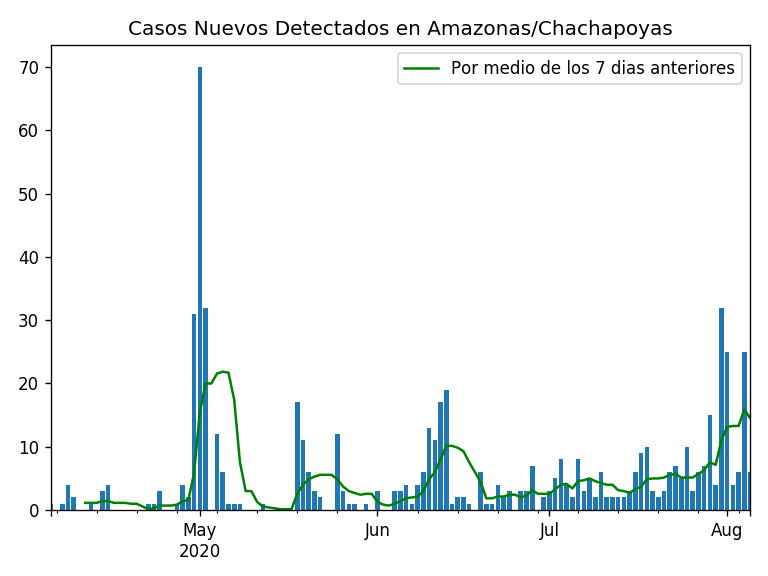 Casos Nuevos Detectados en Amazonas/Chachapoyas
Por medio de los 7 dias anteriores
70
60
50
40
30
20
10
0
May
2020
Jun
Jul
Aug